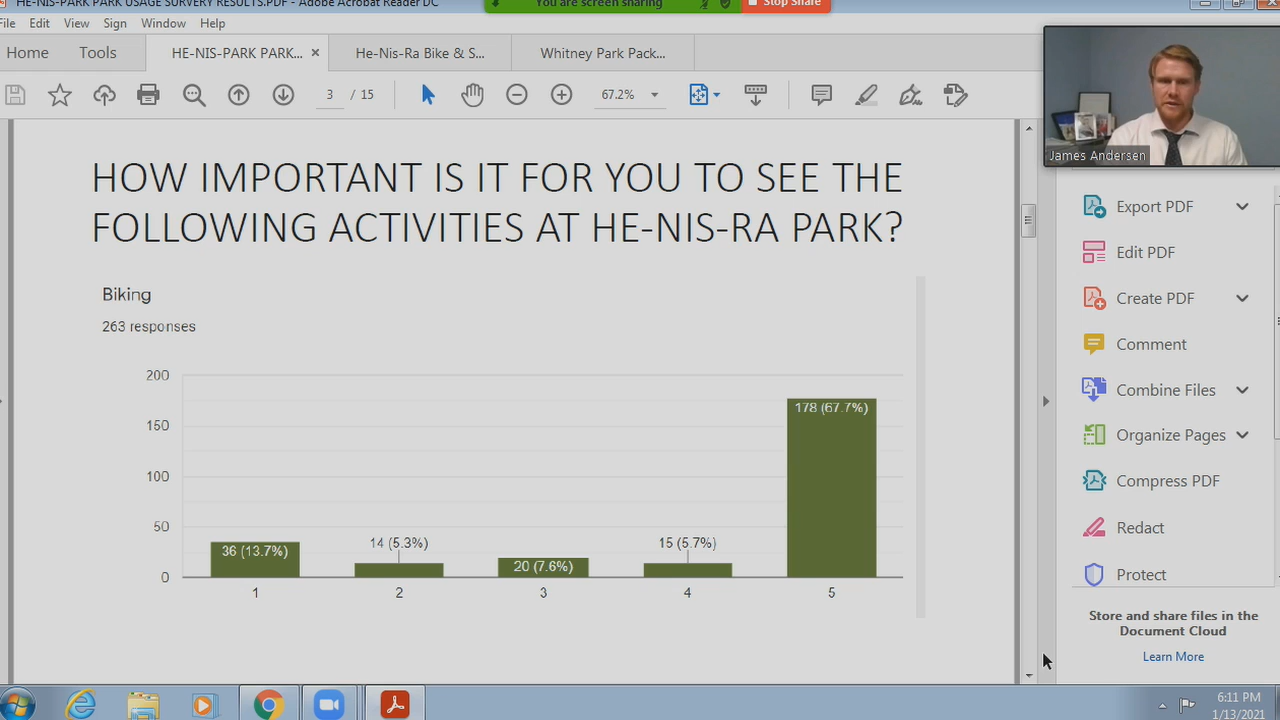 HE-NIS-PARK PARK USAGE SURVERY RESULTS.PDF - Adobe Acrobat Reader DC
You are screen sharing
Stop Share
File Edit View Sign Window Help
Home Tools HE-NIS-PARK PARK... × He-Nis-Ra Bike & S... Whitney Park Pack...
3 / 15 67.2%
James Andersen
HOW IMPORTANT IS IT FOR YOU TO SEE THE
FOLLOWING ACTIVITIES AT HE-NIS-RA PARK?
Biking
263 responses
200
150
100
50
0
36 (13.7%)
14 (5.3%)
20 (7.6%)
15 (5.7%)
178 (67.7%)
1 2 3 4 5
Export PDF
Edit PDF
Create PDF
Comment
Combine Files
Organize Pages
Compress PDF
Redact
Protect
Store and share files in the
Document Cloud
Learn More
6:11 PM
1/13/2021